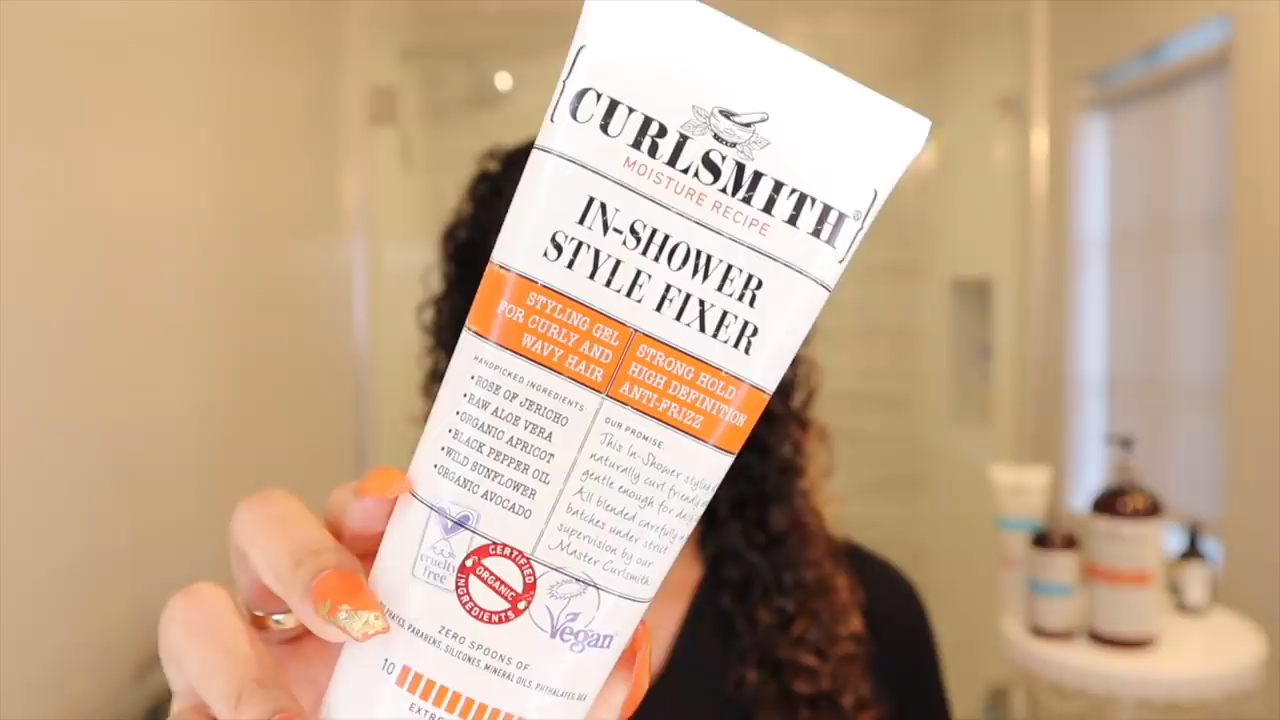 CURLSMITH®
MOISTURE RECIPE
IN-SHOWER
STYLE FIXER
STYLING GEL
FOR CURLY AND
WAVY HAIR
STRONG HOLD
HIGH DEFINITION
ANTI-FRIZZ
HANDPICKED INGREDIENTS:
•ROSE OF JERICHO
•RAW ALOE VERA
•ORGANIC APRICOT
•BLACK PEPPER OIL
•WILD SUNFLOWER
•ORGANIC AVOCADO
OUR PROMISE:
This In-Shower
naturally curl
gentle enough for
All blended carefully
batches under strict
supervision by our
Master Curlsmith.
cruelty
free
CERTIFIED
ORGANIC
INGREDIENTS
Vegan
ZERO SPOONS OF:
PARABENS, SILICONES, MINERAL OILS, PHTHALATES,
10